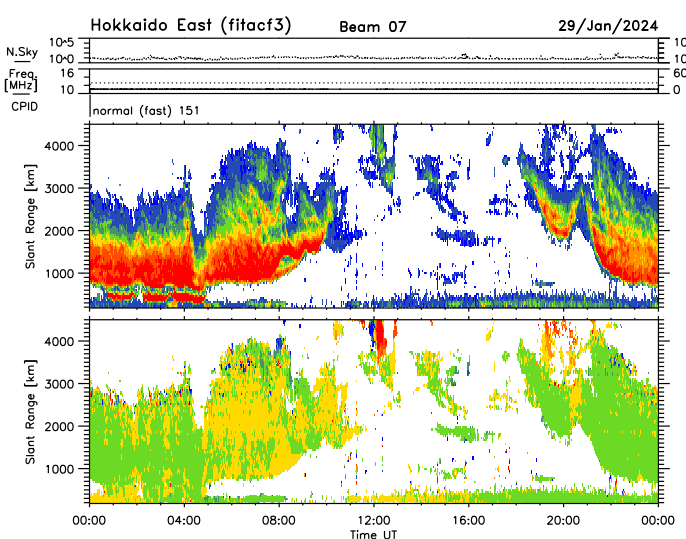 Hokkaido East (fitacf3) Beam 07 29/Jan/2024
N.Sky 10^5 10^0 10 10
Freq. [MHz] 16 10 60 0
CPID normal (fast) 151
Slant Range [km] 4000 3000 2000 1000
Slant Range [km] 4000 3000 2000 1000
00:00 04:00 08:00 12:00 16:00 20:00 00:00
Time UT